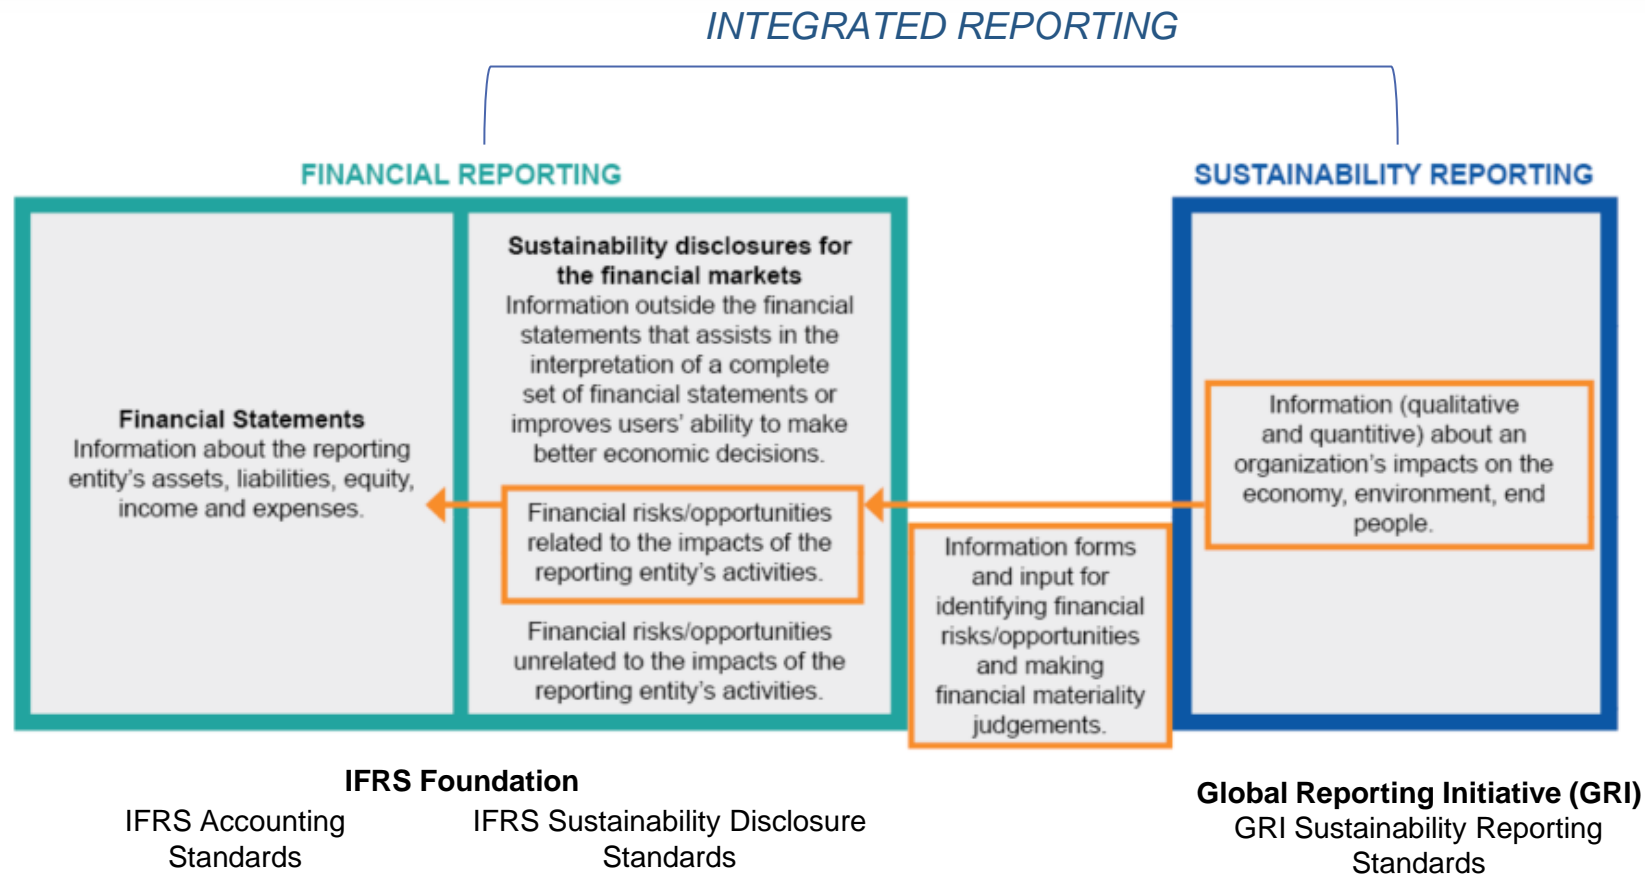 INTEGRATED REPORTING
FINANCIAL REPORTING
SUSTAINABILITY REPORTING
Financial Statements
Information about the reporting
entity's assets, liabilities, equity,
income and expenses.
Sustainability disclosures for
the financial markets
Information outside the financial
statements that assists in the
interpretation of a complete
set of financial statements or
improves users' ability to make
better economic decisions.
Financial risks/opportunities
related to the impacts of the
reporting entity's activities.
Financial risks/opportunities
unrelated to the impacts of the
reporting entity's activities.
Information forms
and input for
identifying financial
risks/opportunities
and making
financial materiality
judgements.
Information (qualitative
and quantitive) about an
organization's impacts on the
economy, environment, end
people.
IFRS Foundation
IFRS Accounting
Standards
IFRS Sustainability Disclosure
Standards
Global Reporting Initiative (GRI)
GRI Sustainability Reporting
Standards